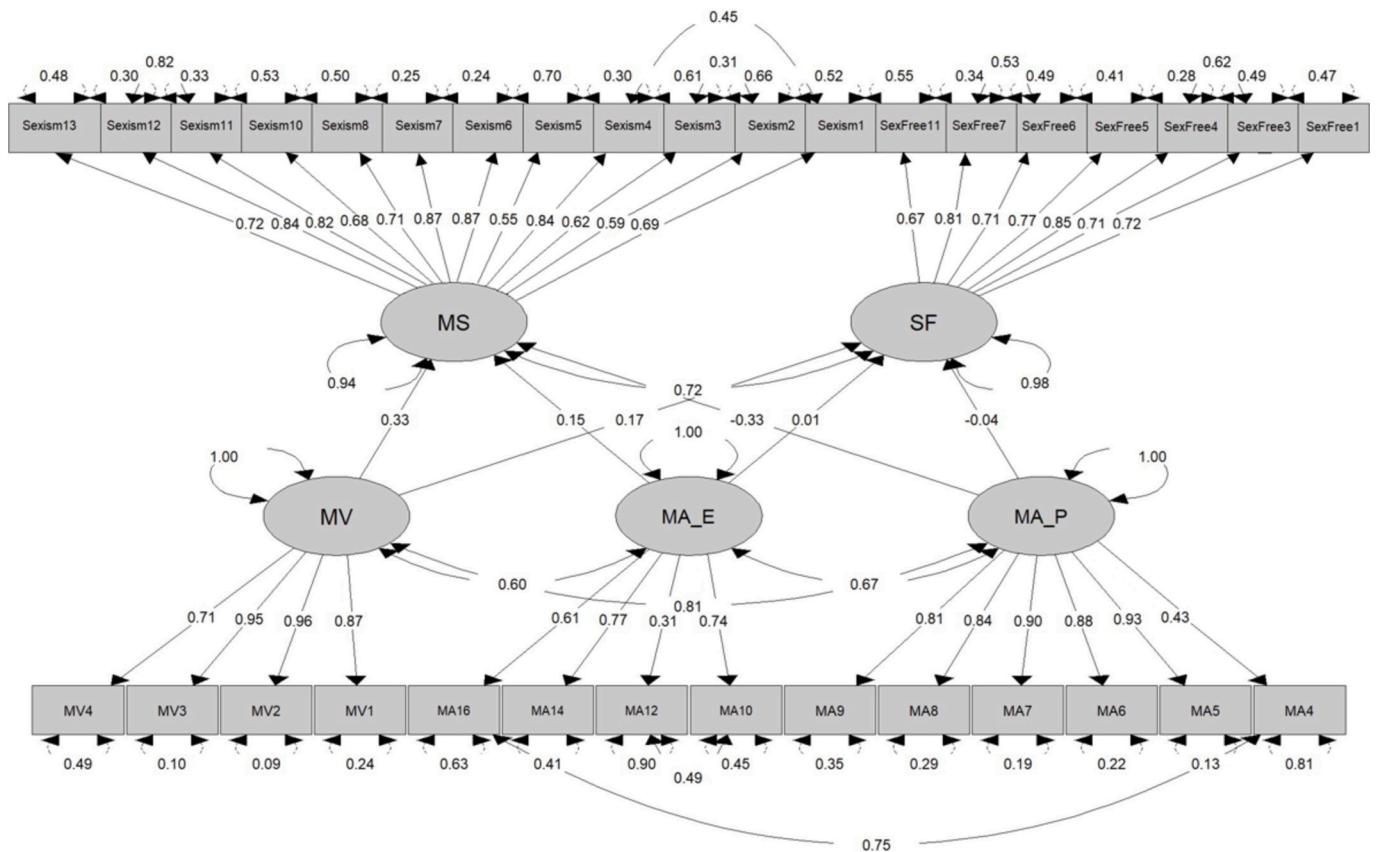 0.45
0.82 0.31 0.53 0.62
0.48 0.30 0.33 0.53 0.50 0.25 0.24 0.70 0.30 0.61 0.66 0.52 0.55 0.34 0.49 0.41 0.28 0.49 0.47
Sexism13 Sexism12 Sexism11 Sexism10 Sexism8 Sexism7 Sexism6 Sexism5 Sexism4 Sexism3 Sexism2 Sexism1 SexFree11 SexFree7 SexFree6 SexFree5 SexFree4 SexFree3 SexFree1
0.72 0.84 0.82 0.68 0.71 0.87 0.87 0.55 0.84 0.62 0.59 0.69 0.67 0.81 0.71 0.77 0.85 0.71 0.72
MS SF
0.94 0.72 0.98
0.33 0.17 0.15 -0.33 0.01 -0.04
1.00 1.00 1.00
MV MA_E MA_P
0.60 0.67
0.81
0.71 0.95 0.96 0.87 0.61 0.77 0.31 0.74 0.81 0.84 0.90 0.88 0.93 0.43
MV4 MV3 MV2 MV1 MA16 MA14 MA12 MA10 MA9 MA8 MA7 MA6 MA5 MA4
0.49 0.10 0.09 0.24 0.63 0.41 0.90 0.45 0.35 0.29 0.19 0.22 0.13 0.81
0.49
0.75